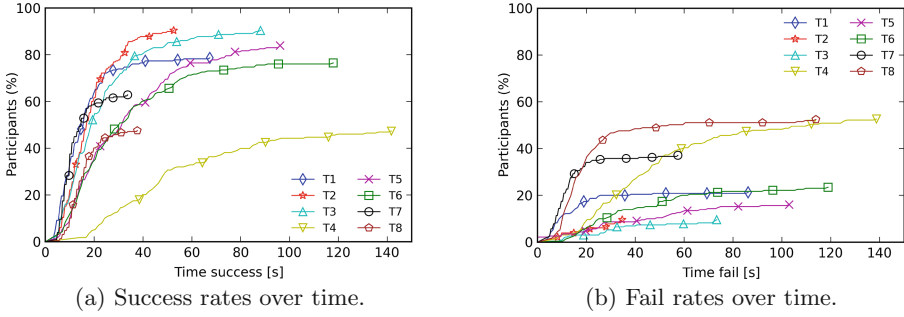 100
80
60
40
20
0
Participants (%)
0 20 40 60 80 100 120 140
Time success [s]
T1 T5
T2 T6
T3 T7
T4 T8
(a) Success rates over time.
100
80
60
40
20
0
Participants (%)
0 20 40 60 80 100 120 140 150
Time fail [s]
T1 T5
T2 T6
T3 T7
T4 T8
(b) Fail rates over time.